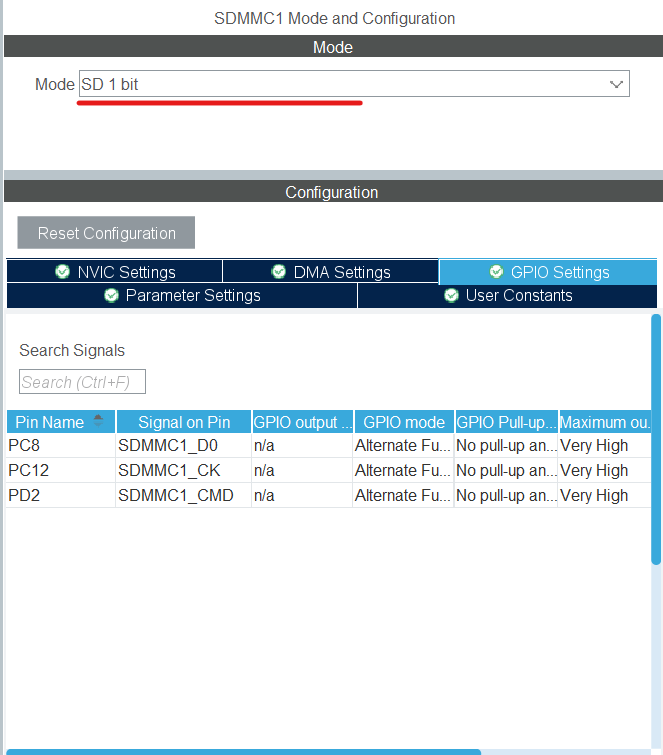 SDMMC1 Mode and Configuration
Mode
Mode SD 1 bit
Configuration
Reset Configuration
NVIC Settings DMA Settings GPIO Settings
Parameter Settings User Constants
Search Signals
Search (Ctrl+F)
Pin Name Signal on Pin GPIO output ... GPIO mode GPIO Pull-up... Maximum ou...
PC8 SDMMC1_D0 n/a Alternate Fu... No pull-up an... Very High
PC12 SDMMC1_CK n/a Alternate Fu... No pull-up an... Very High
PD2 SDMMC1_CMD n/a Alternate Fu... No pull-up an... Very High